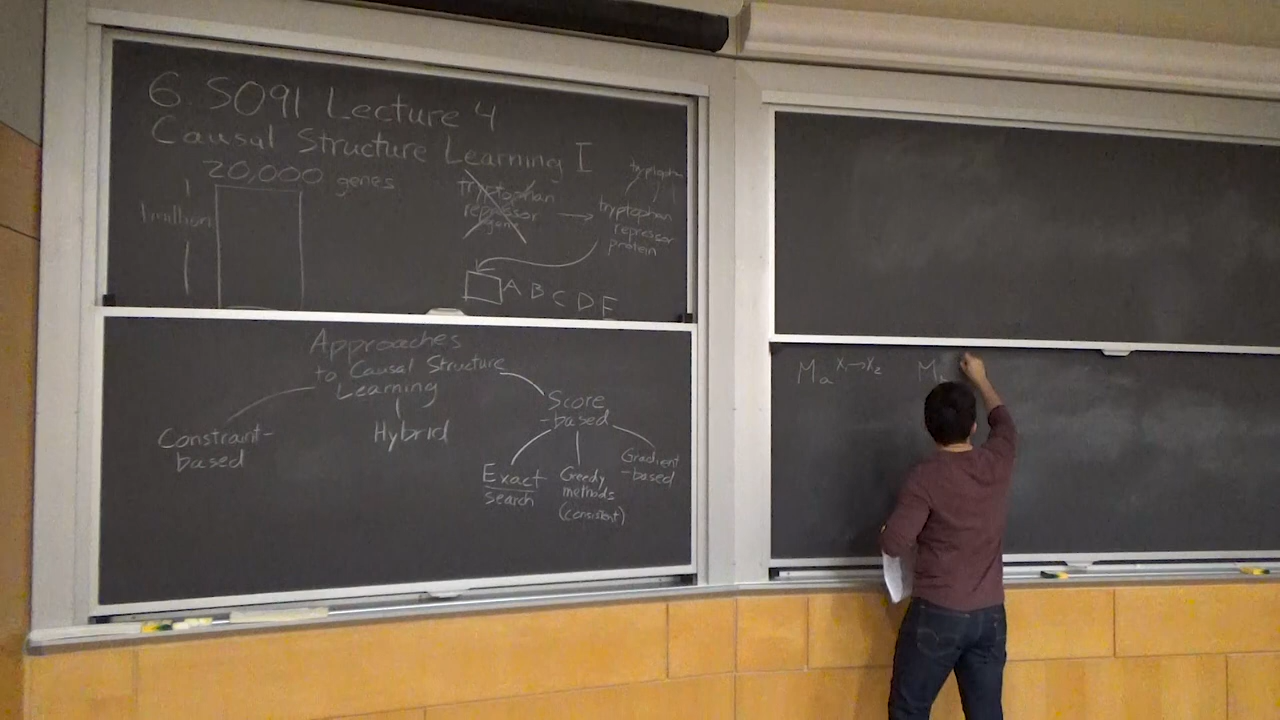 6.S091 Lecture 4
Causal Structure Learning I
20,000 genes
1 million
tryptophan
repressor
gene
→
tryptophan
repressor
protein
A B C D E
Approaches
to Causal Structure
Learning
Constraint-
based
Hybrid
Score
-based
Exact
search
Greedy
methods
(consistent)
Gradient
-based
Mₐ X₁→X₂
M